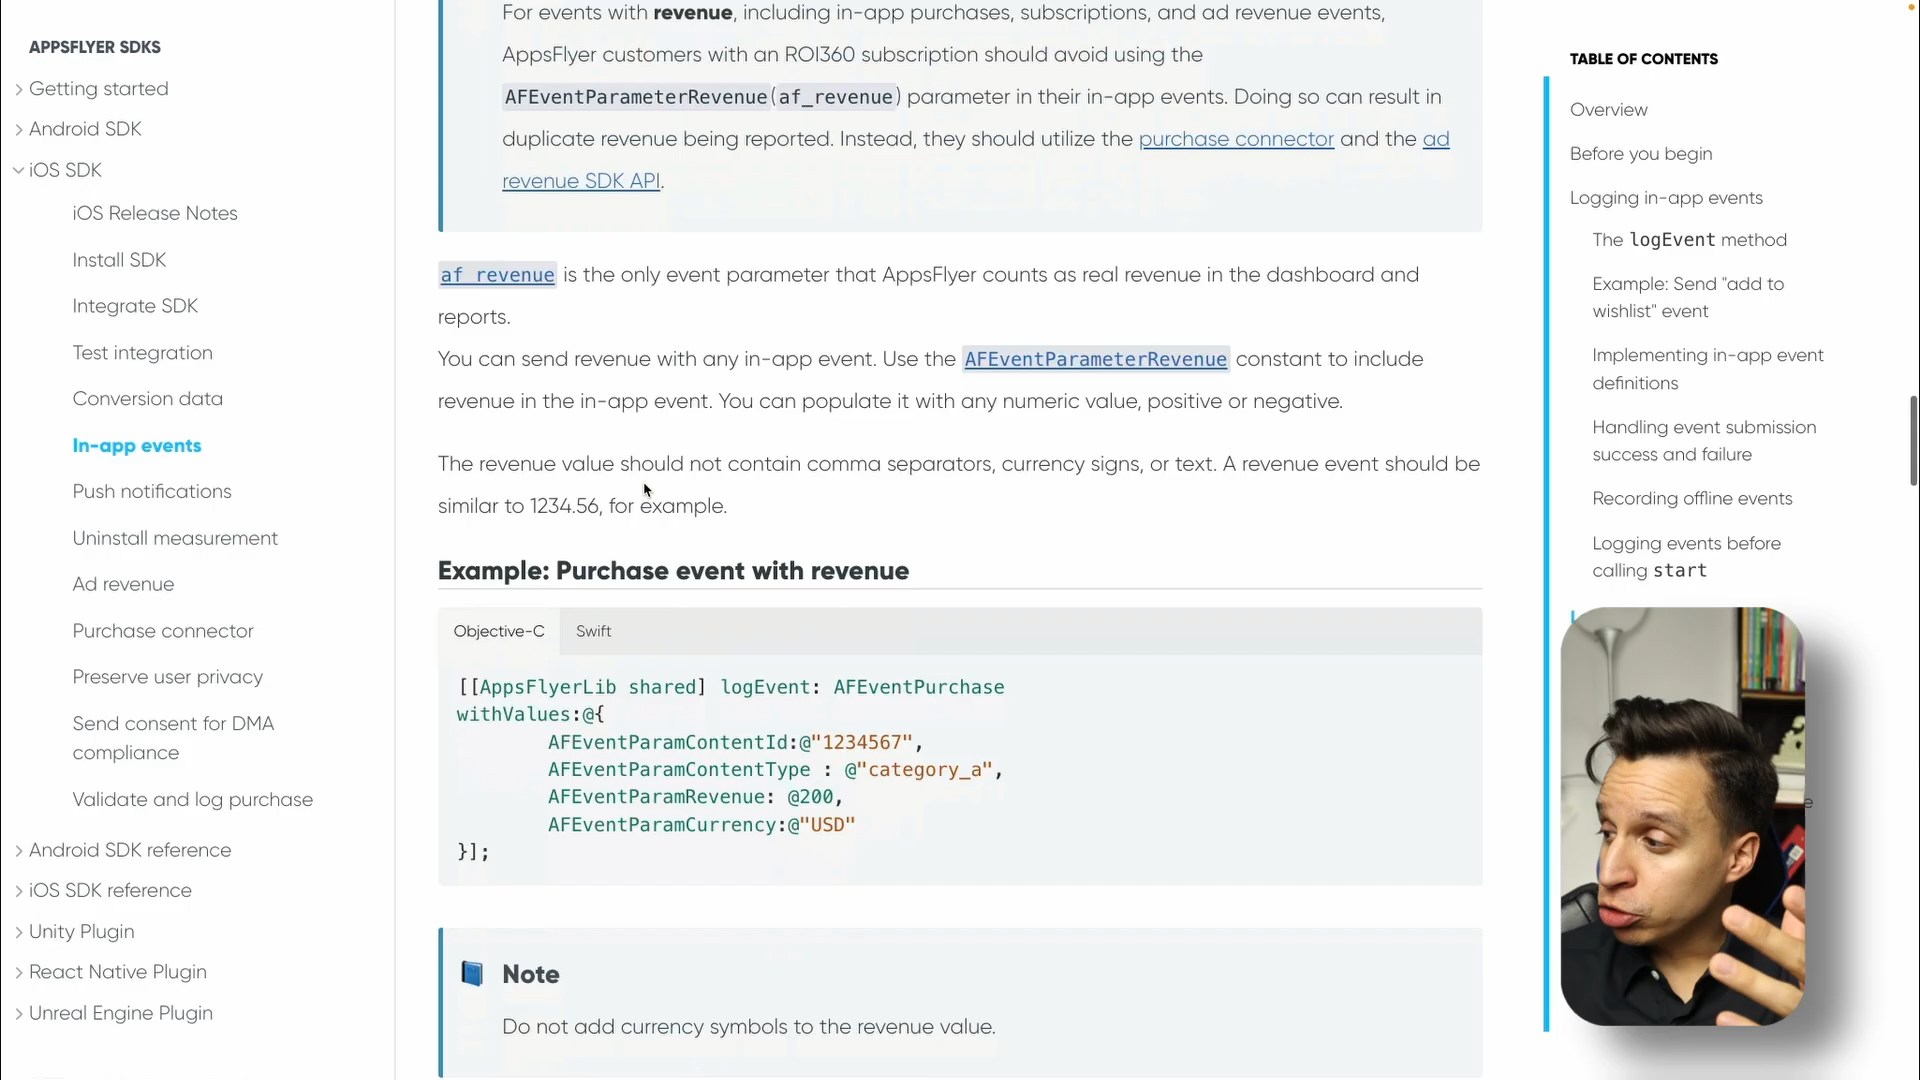 APPSFLYER SDKS
Getting started
Android SDK
iOS SDK
iOS Release Notes
Install SDK
Integrate SDK
Test integration
Conversion data
In-app events
Push notifications
Uninstall measurement
Ad revenue
Purchase connector
Preserve user privacy
Send consent for DMA
compliance
Validate and log purchase
Android SDK reference
iOS SDK reference
Unity Plugin
React Native Plugin
Unreal Engine Plugin
For events with revenue, including in-app purchases, subscriptions, and ad revenue events,
AppsFlyer customers with an ROI360 subscription should avoid using the
AFEventParameterRevenue(af_revenue) parameter in their in-app events. Doing so can result in
duplicate revenue being reported. Instead, they should utilize the purchase connector and the ad
revenue SDK API.
af_revenue is the only event parameter that AppsFlyer counts as real revenue in the dashboard and
reports.
You can send revenue with any in-app event. Use the AFEventParameterRevenue constant to include
revenue in the in-app event. You can populate it with any numeric value, positive or negative.
The revenue value should not contain comma separators, currency signs, or text. A revenue event should be
similar to 1234.56, for example.
Example: Purchase event with revenue
Objective-C Swift
[[AppsFlyerLib shared] logEvent: AFEventPurchase
withValues:@{
AFEventParamContentId:@"1234567",
AFEventParamContentType : @"category_a",
AFEventParamRevenue: @200,
AFEventParamCurrency:@"USD"
}];
Note
Do not add currency symbols to the revenue value.
TABLE OF CONTENTS
Overview
Before you begin
Logging in-app events
The logEvent method
Example: Send "add to
wishlist" event
Implementing in-app event
definitions
Handling event submission
success and failure
Recording offline events
Logging events before
calling start